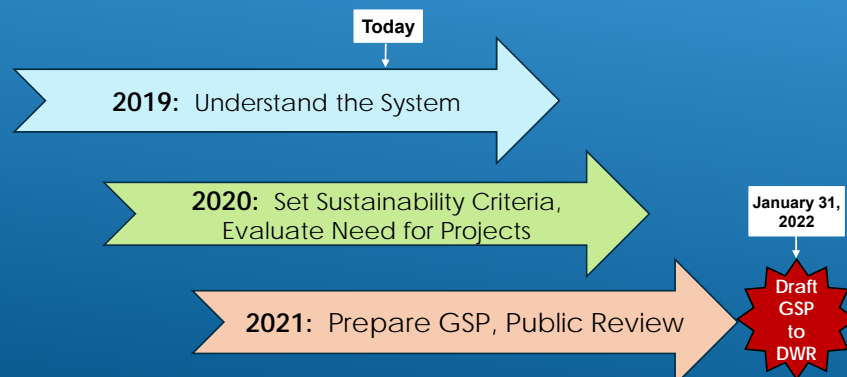 Today
2019: Understand the System
2020: Set Sustainability Criteria,
Evaluate Need for Projects
January 31,
2022
2021: Prepare GSP, Public Review
Draft
GSP
to
DWR